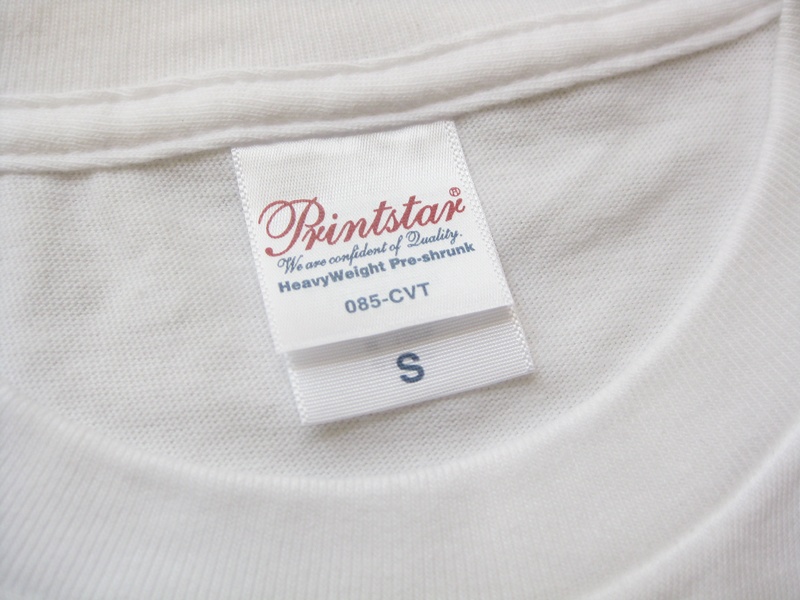 Printstar®
We are confident of Quality.
HeavyWeight Pre-shrunk
085-CVT
S